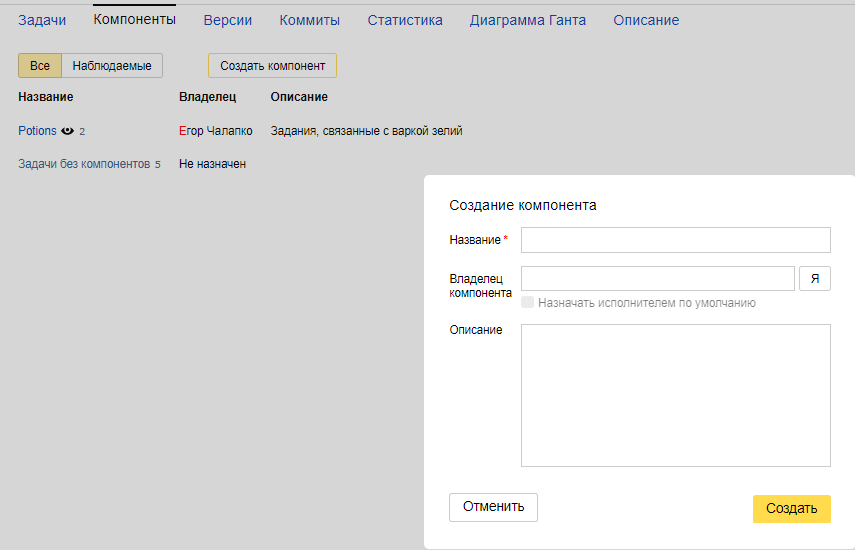 Задачи Компоненты Версии Коммиты Статистика Диаграмма Ганта Описание
Все Наблюдаемые Создать компонент
Название Владелец Описание
Potions 2 Егор Чалапко Задания, связанные с варкой зелий
Задачи без компонентов 5 Не назначен
Создание компонента
Название *
Владелец
компонента
Я
Назначать исполнителем по умолчанию
Описание
Отменить Создать